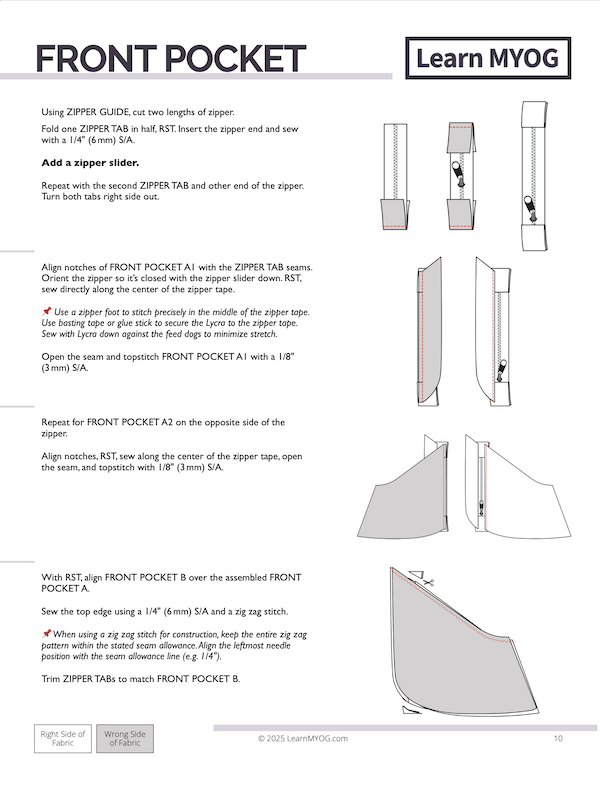 FRONT POCKET
Learn MYOG
Using ZIPPER GUIDE, cut two lengths of zipper.
Fold one ZIPPER TAB in half, RST. Insert the zipper end and sew
with a 1/4" (6 mm) S/A.
Add a zipper slider.
Repeat with the second ZIPPER TAB and other end of the zipper.
Turn both tabs right side out.
Align notches of FRONT POCKET A1 with the ZIPPER TAB seams.
Orient the zipper so it's closed with the zipper slider down. RST,
sew directly along the center of the zipper tape.
Use a zipper foot to stitch precisely in the middle of the zipper tape.
Use basting tape or glue stick to secure the Lycra to the zipper tape.
Sew with Lycra down against the feed dogs to minimize stretch.
Open the seam and topstitch FRONT POCKET A1 with a 1/8"
(3 mm) S/A.
Repeat for FRONT POCKET A2 on the opposite side of the
zipper.
Align notches, RST, sew along the center of the zipper tape, open
the seam, and topstitch with 1/8" (3 mm) S/A.
With RST, align FRONT POCKET B over the assembled FRONT
POCKET A.
Sew the top edge using a 1/4" (6 mm) S/A and a zig zag stitch.
When using a zig zag stitch for construction, keep the entire zig zag
pattern within the stated seam allowance. Align the leftmost needle
position with the seam allowance line (e.g. 1/4").
Trim ZIPPER TABs to match FRONT POCKET B.
Right Side of
Fabric
Wrong Side
of Fabric
© 2025 LearnMYOG.com
10